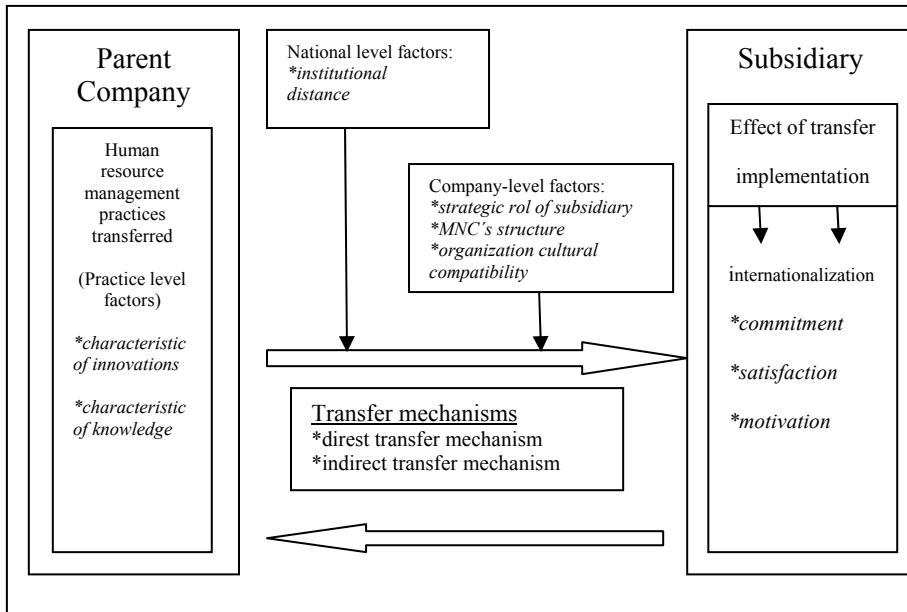 Parent
Company
Human
resource
management
practices
transferred
(Practice level
factors)
*characteristic
of innovations
*characteristic
of knowledge
National level factors:
*institutional
distance
Company-level factors:
*strategic rol of subsidiary
*MNC´s structure
*organization cultural
compatibility
Transfer mechanisms
*direst transfer mechanism
*indirect transfer mechanism
Subsidiary
Effect of transfer
implementation
internationalization
*commitment
*satisfaction
*motivation